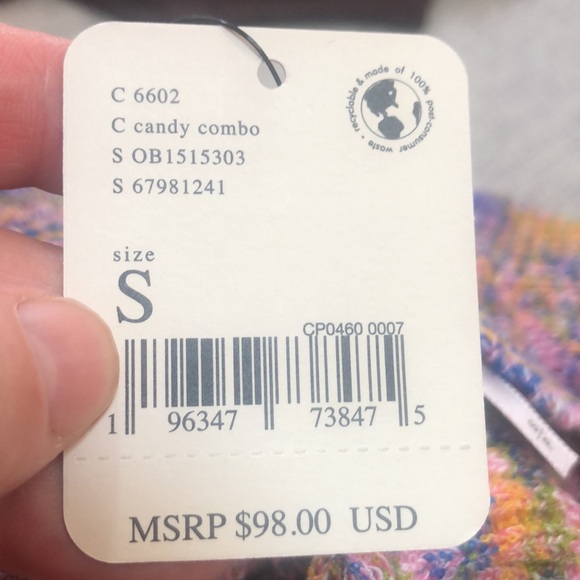 C 6602
C candy combo
S OB1515303
S 67981241
recyclable & made of 100% post-consumer waste •
size
S
CP0460 0007
1 96347 73847 5
MSRP $98.00 USD